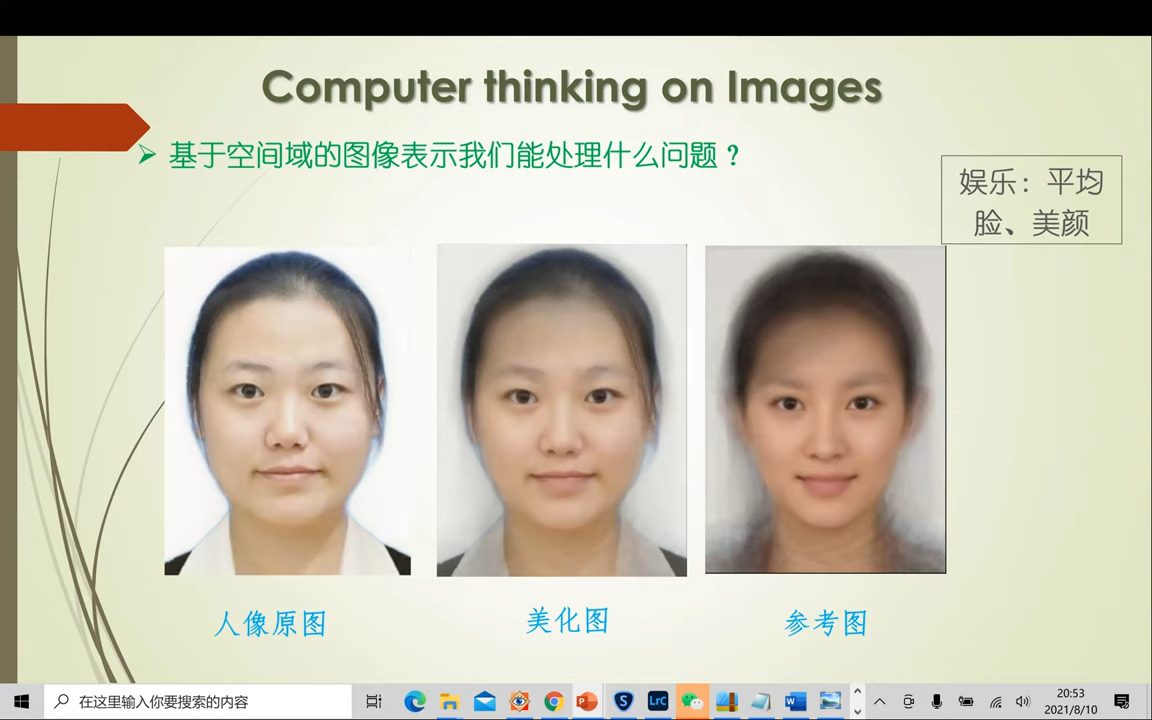 Computer thinking on Images
基于空间域的图像表示我们能处理什么问题？
娱乐：平均
脸、美颜
人像原图
美化图
参考图
在这里输入你要搜索的内容
LrC
20:53
2021/8/10